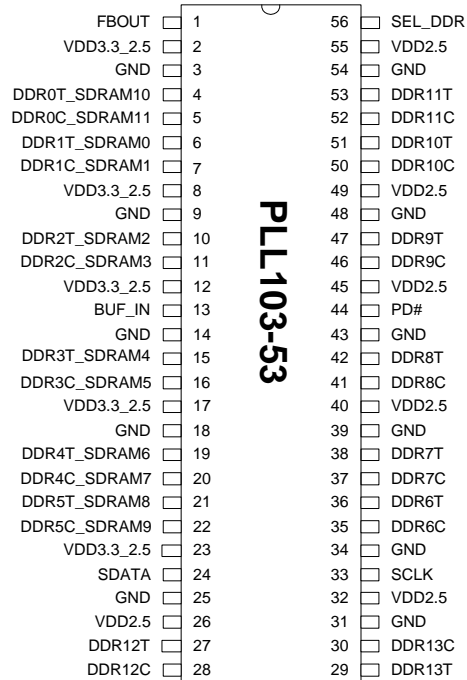 FBOUT 1 56 SEL_DDR
VDD3.3_2.5 2 55 VDD2.5
GND 3 54 GND
DDR0T_SDRAM10 4 53 DDR11T
DDR0C_SDRAM11 5 52 DDR11C
DDR1T_SDRAM0 6 51 DDR10T
DDR1C_SDRAM1 7 50 DDR10C
VDD3.3_2.5 8 49 VDD2.5
GND 9 48 GND
DDR2T_SDRAM2 10 47 DDR9T
DDR2C_SDRAM3 11 46 DDR9C
VDD3.3_2.5 12 45 VDD2.5
BUF_IN 13 44 PD#
GND 14 43 GND
DDR3T_SDRAM4 15 42 DDR8T
DDR3C_SDRAM5 16 41 DDR8C
VDD3.3_2.5 17 40 VDD2.5
GND 18 39 GND
DDR4T_SDRAM6 19 38 DDR7T
DDR4C_SDRAM7 20 37 DDR7C
DDR5T_SDRAM8 21 36 DDR6T
DDR5C_SDRAM9 22 35 DDR6C
VDD3.3_2.5 23 34 GND
SDATA 24 33 SCLK
GND 25 32 VDD2.5
VDD2.5 26 31 GND
DDR12T 27 30 DDR13C
DDR12C 28 29 DDR13T
PLL103-53